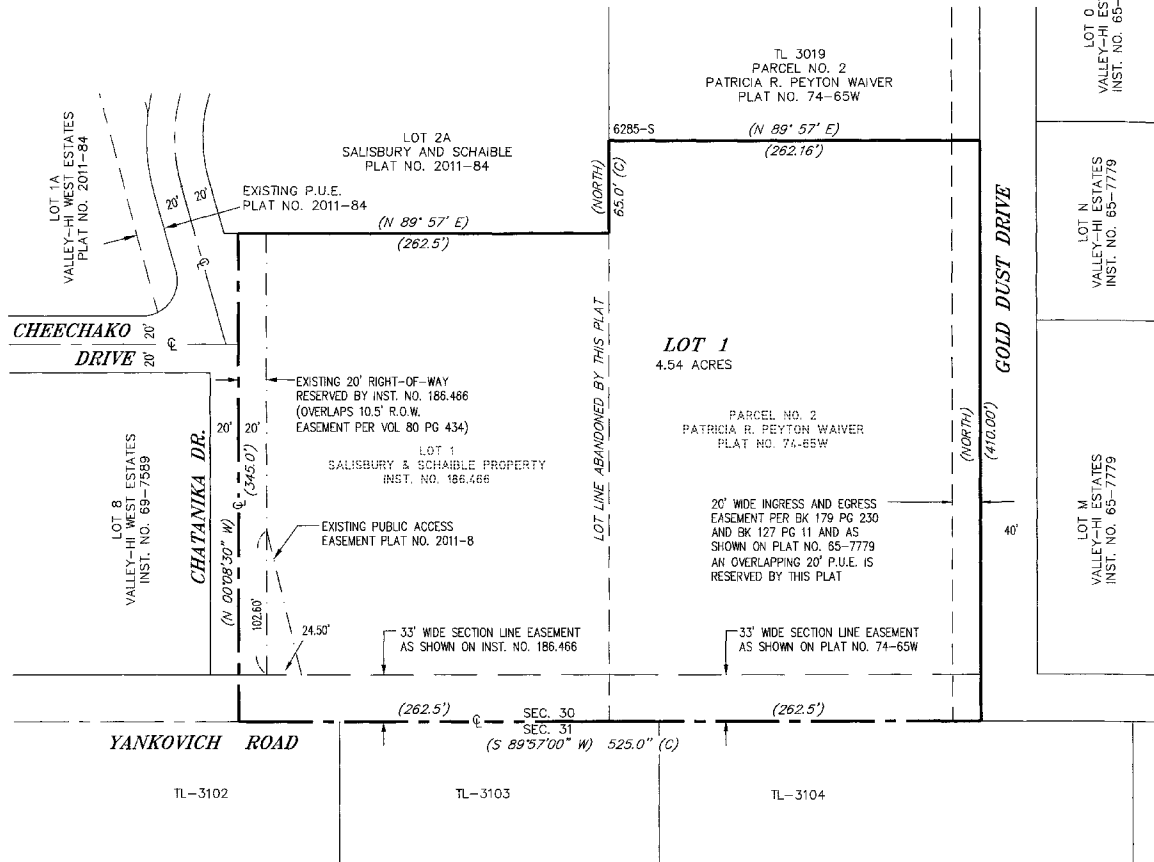 LOT O
VALLEY-HI ES
INST. NO. 65-
TL 3019
PARCEL NO. 2
PATRICIA R. PEYTON WAIVER
PLAT NO. 74-65W
LOT 1A
VALLEY-HI WEST ESTATES
PLAT NO. 2011-84
LOT 2A
SALISBURY AND SCHAIBLE
PLAT NO. 2011-84
6285-S
(N 89° 57' E)
(262.16')
(NORTH)
65.0' (C)
EXISTING P.U.E.
PLAT NO. 2011-84
20'
20'
℄
(N 89° 57' E)
(262.5')
LOT N
VALLEY-HI ESTATES
INST. NO. 65-7779
GOLD DUST DRIVE
CHEECHAKO
DRIVE
20'
20'
℄
LOT 1
4.54 ACRES
EXISTING 20' RIGHT-OF-WAY
RESERVED BY INST. NO. 186.466
(OVERLAPS 10.5' R.O.W.
EASEMENT PER VOL 80 PG 434)
LOT LINE ABANDONED BY THIS PLAT
PARCEL NO. 2
PATRICIA R. PEYTON WAIVER
PLAT NO. 74-65W
(NORTH)
(410.00')
LOT 8
VALLEY-HI WEST ESTATES
INST. NO. 69-7589
CHATANIKA DR.
20'
20'
(345.0')
℄
(N 00°08'30" W)
LOT 1
SALISBURY & SCHAIBLE PROPERTY
INST. NO. 186.466
EXISTING PUBLIC ACCESS
EASEMENT PLAT NO. 2011-8
20' WIDE INGRESS AND EGRESS
EASEMENT PER BK 179 PG 230
AND BK 127 PG 11 AND AS
SHOWN ON PLAT NO. 65-7779
AN OVERLAPPING 20' P.U.E. IS
RESERVED BY THIS PLAT
40'
LOT M
VALLEY-HI ESTATES
INST. NO. 65-7779
102.60'
24.50'
33' WIDE SECTION LINE EASEMENT
AS SHOWN ON INST. NO. 186.466
33' WIDE SECTION LINE EASEMENT
AS SHOWN ON PLAT NO. 74-65W
(262.5')
℄
SEC. 30
SEC. 31
(262.5')
(S 89°57'00" W) 525.0" (C)
YANKOVICH ROAD
TL-3102
TL-3103
TL-3104